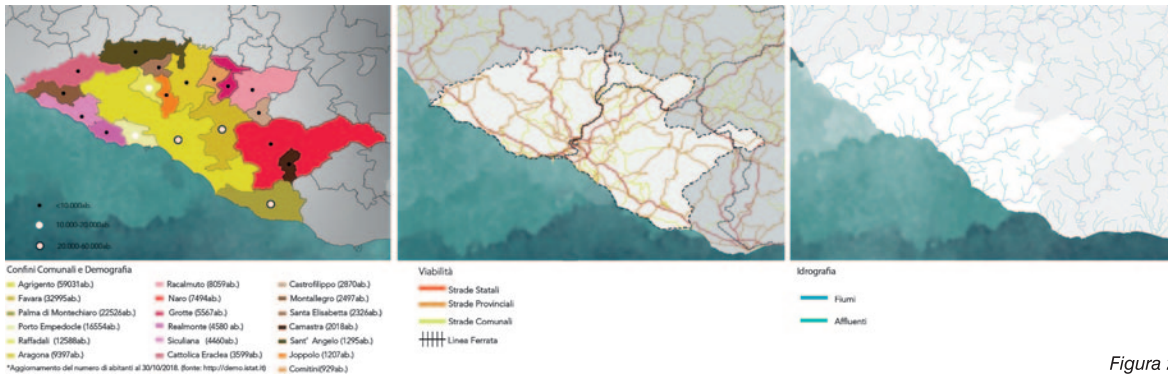 <10.000ab.
10.000-20.000ab.
20.000-60.000ab.
Confini Comunali e Demografia
Agrigento (59031ab.)
Favara (32995ab.)
Palma di Montechiaro (22526ab.)
Porto Empedocle (16554ab.)
Raffadali (12588ab.)
Aragona (9397ab.)
Racalmuto (8059ab.)
Naro (7494ab.)
Grotte (5567ab.)
Realmonte (4580 ab.)
Siculiana (4460ab.)
Cattolica Eraclea (3599ab.)
Castrofilippo (2870ab.)
Montallegro (2497ab.)
Santa Elisabetta (2326ab.)
Camastra (2018ab.)
Sant' Angelo (1295ab.)
Joppolo (1207ab.)
Comitini(929ab.)
*Aggiornamento del numero di abitanti al 30/10/2018. (fonte: http://demo.istat.it)
Viabilità
Strade Statali
Strade Provinciali
Strade Comunali
Linea Ferrata
Idrografia
Fiumi
Affluenti
Figura